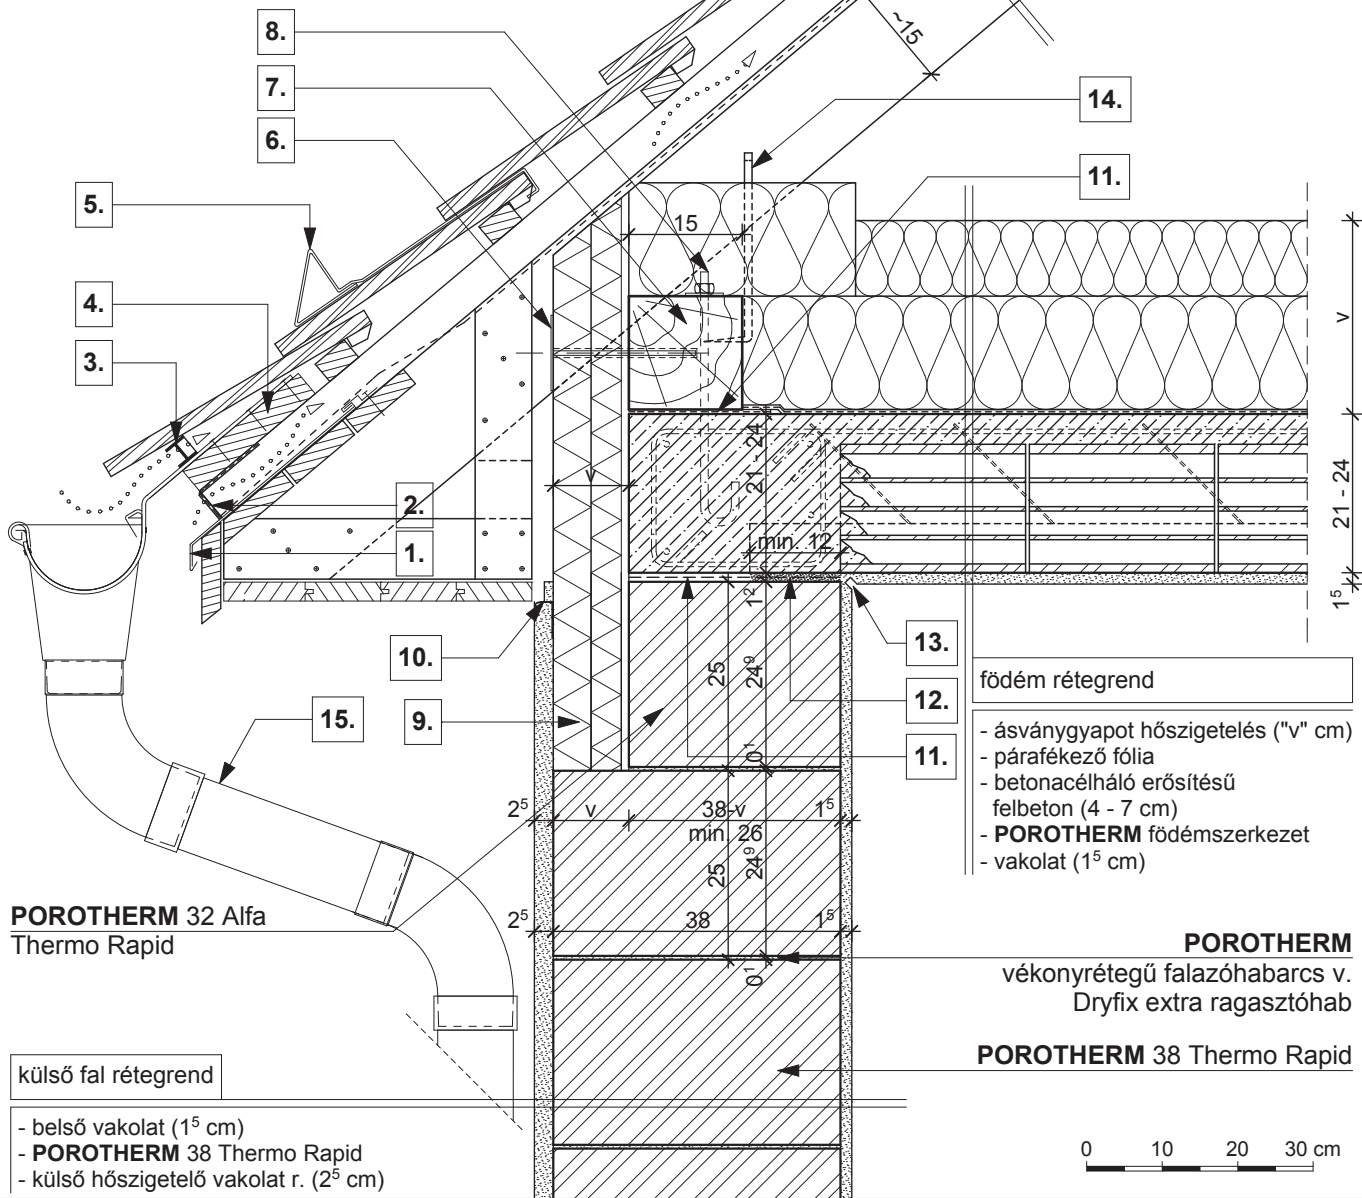 8.
7.
6.
5.
4.
3.
2.
1.
10.
9.
15.
14.
11.
13.
12.
11.
~15
15
v
v
21 - 24
21 - 24
min. 12
1²
1⁵
25
24⁹
0¹
2⁵
v
38-v
min. 26
1⁵
25
24⁹
2⁵
38
1⁵
0¹
födém rétegrend
- ásványgyapot hőszigetelés ("v" cm)
- párafékező fólia
- betonacélháló erősítésű
felbeton (4 - 7 cm)
- POROTHERM födémszerkezet
- vakolat (1⁵ cm)
POROTHERM 32 Alfa
Thermo Rapid
POROTHERM
vékonyrétegű falazóhabarcs v.
Dryfix extra ragasztóhab
POROTHERM 38 Thermo Rapid
külső fal rétegrend
- belső vakolat (1⁵ cm)
- POROTHERM 38 Thermo Rapid
- külső hőszigetelő vakolat r. (2⁵ cm)
0 10 20 30 cm